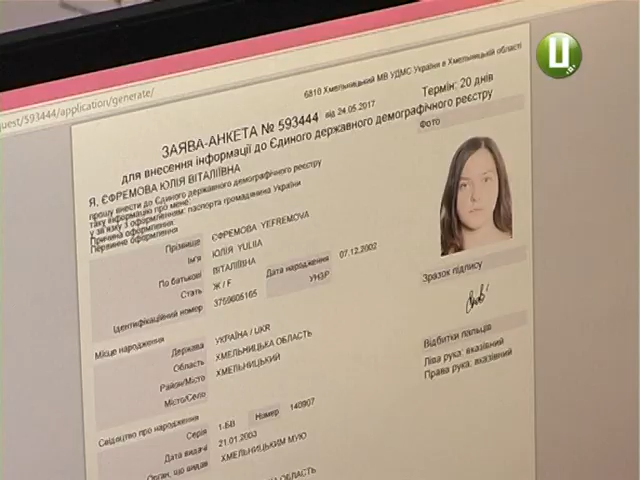 uest/593444/application/generate/
Ц
6810 Хмельницький МВ УДМС України в Хмельницькій області
Термін: 20 днів
ЗАЯВА-АНКЕТА № 593444 від 24.05.2017
для внесення інформації до Єдиного державного демографічного реєстру
Фото
Я, ЄФРЕМОВА ЮЛІЯ ВІТАЛІЇВНА
прошу внести до Єдиного державного демографічного реєстру
таку інформацію про мене:
у зв'язку з оформленням: паспорта громадянина України
Причина оформлення:
Первинне оформлення
Прізвище ЄФРЕМОВА YEFREMOVA
Ім'я ЮЛІЯ YULIIA
По батькові ВІТАЛІЇВНА
Дата народження 07.12.2002
Стать Ж / F
УНЗР
Ідентифікаційний номер 3759605165
Зразок підпису
Місце народження
Держава УКРАЇНА / UKR
Область ХМЕЛЬНИЦЬКА ОБЛАСТЬ
Район/Місто ХМЕЛЬНИЦЬКИЙ
Місто/Село
Відбитки пальців
Ліва рука: вказівний
Права рука: вказівний
Свідоцтво про народження
Серія 1-БВ Номер 140907
Дата видачі 21.01.2003
Орган, що видав ХМЕЛЬНИЦЬКИМ МУЮ
ОБЛАСТЬ